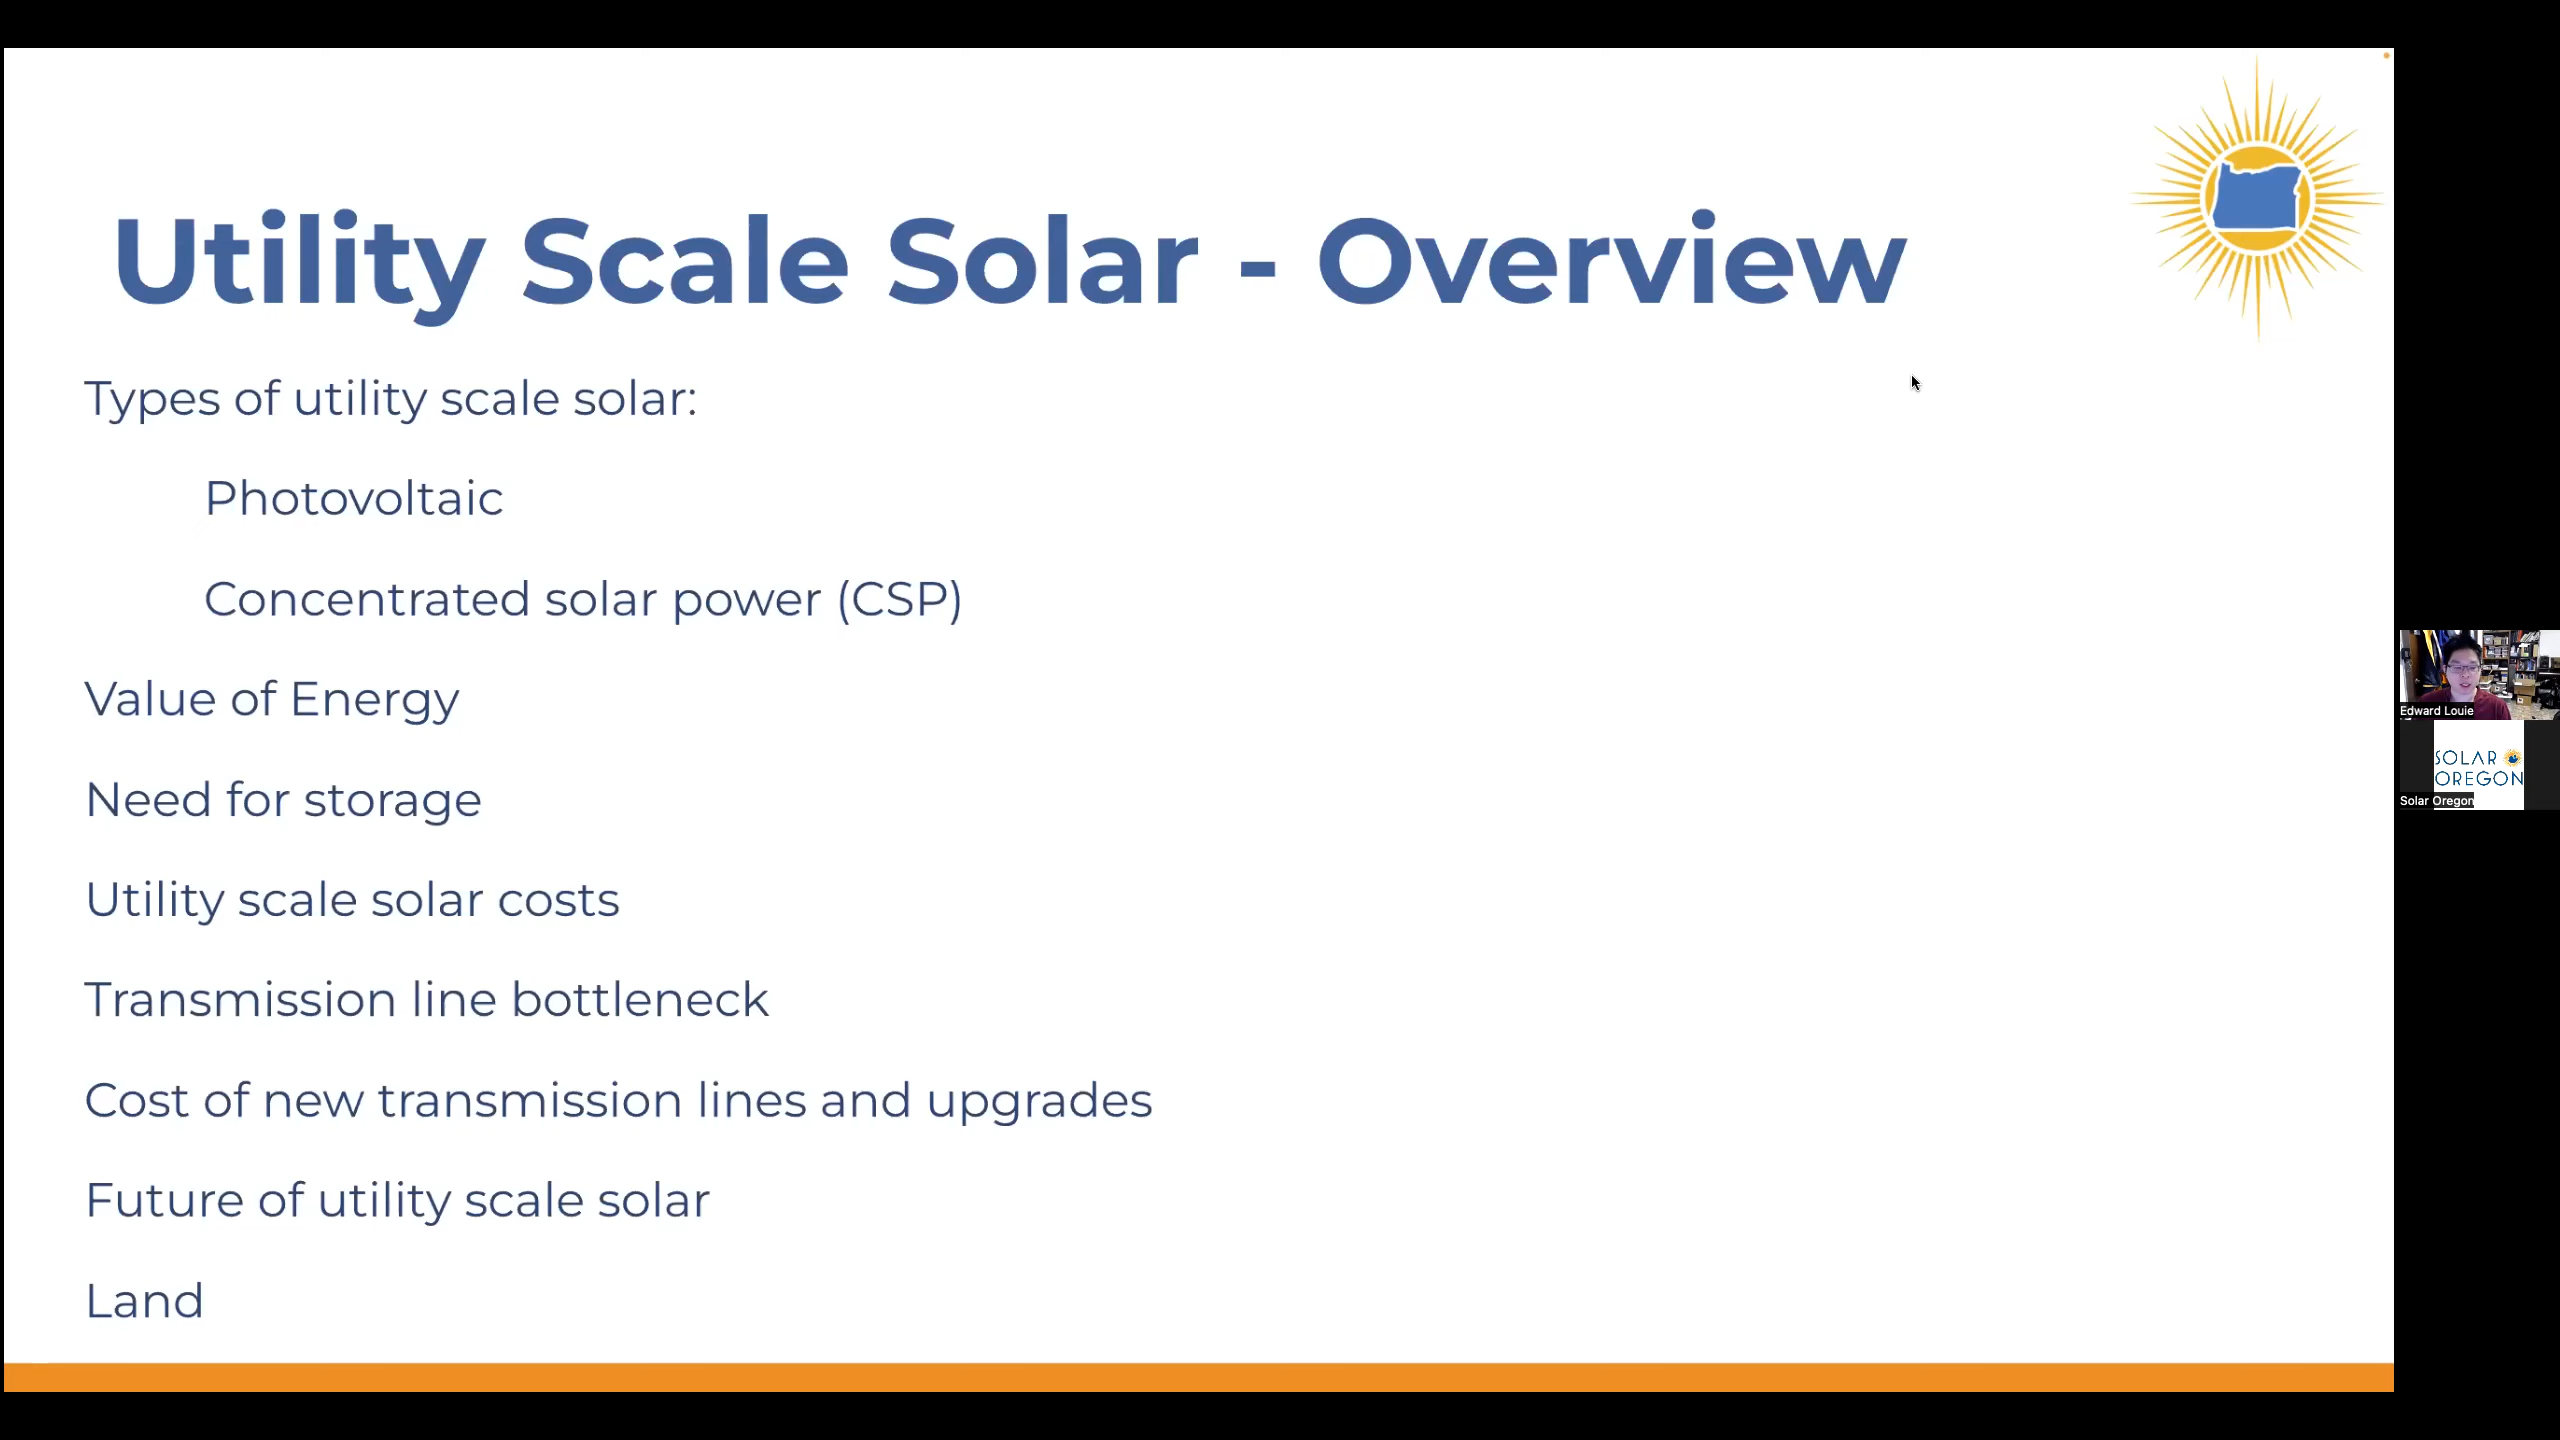 Utility Scale Solar - Overview
Types of utility scale solar:
Photovoltaic
Concentrated solar power (CSP)
Value of Energy
Need for storage
Utility scale solar costs
Transmission line bottleneck
Cost of new transmission lines and upgrades
Future of utility scale solar
Land
Edward Louie
SOLAR
OREGON
Solar Oregon